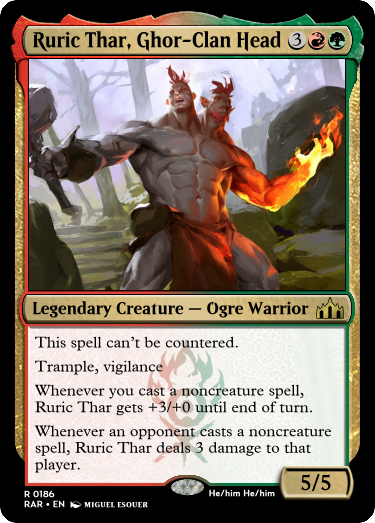 Ruric Thar, Ghor-Clan Head 3
Legendary Creature — Ogre Warrior
This spell can't be countered.
Trample, vigilance
Whenever you cast a noncreature spell,
Ruric Thar gets +3/+0 until end of turn.
Whenever an opponent casts a noncreature
spell, Ruric Thar deals 3 damage to that
player.
5/5
R 0186
RAR • EN MIGUEL ESQUER
He/him He/him